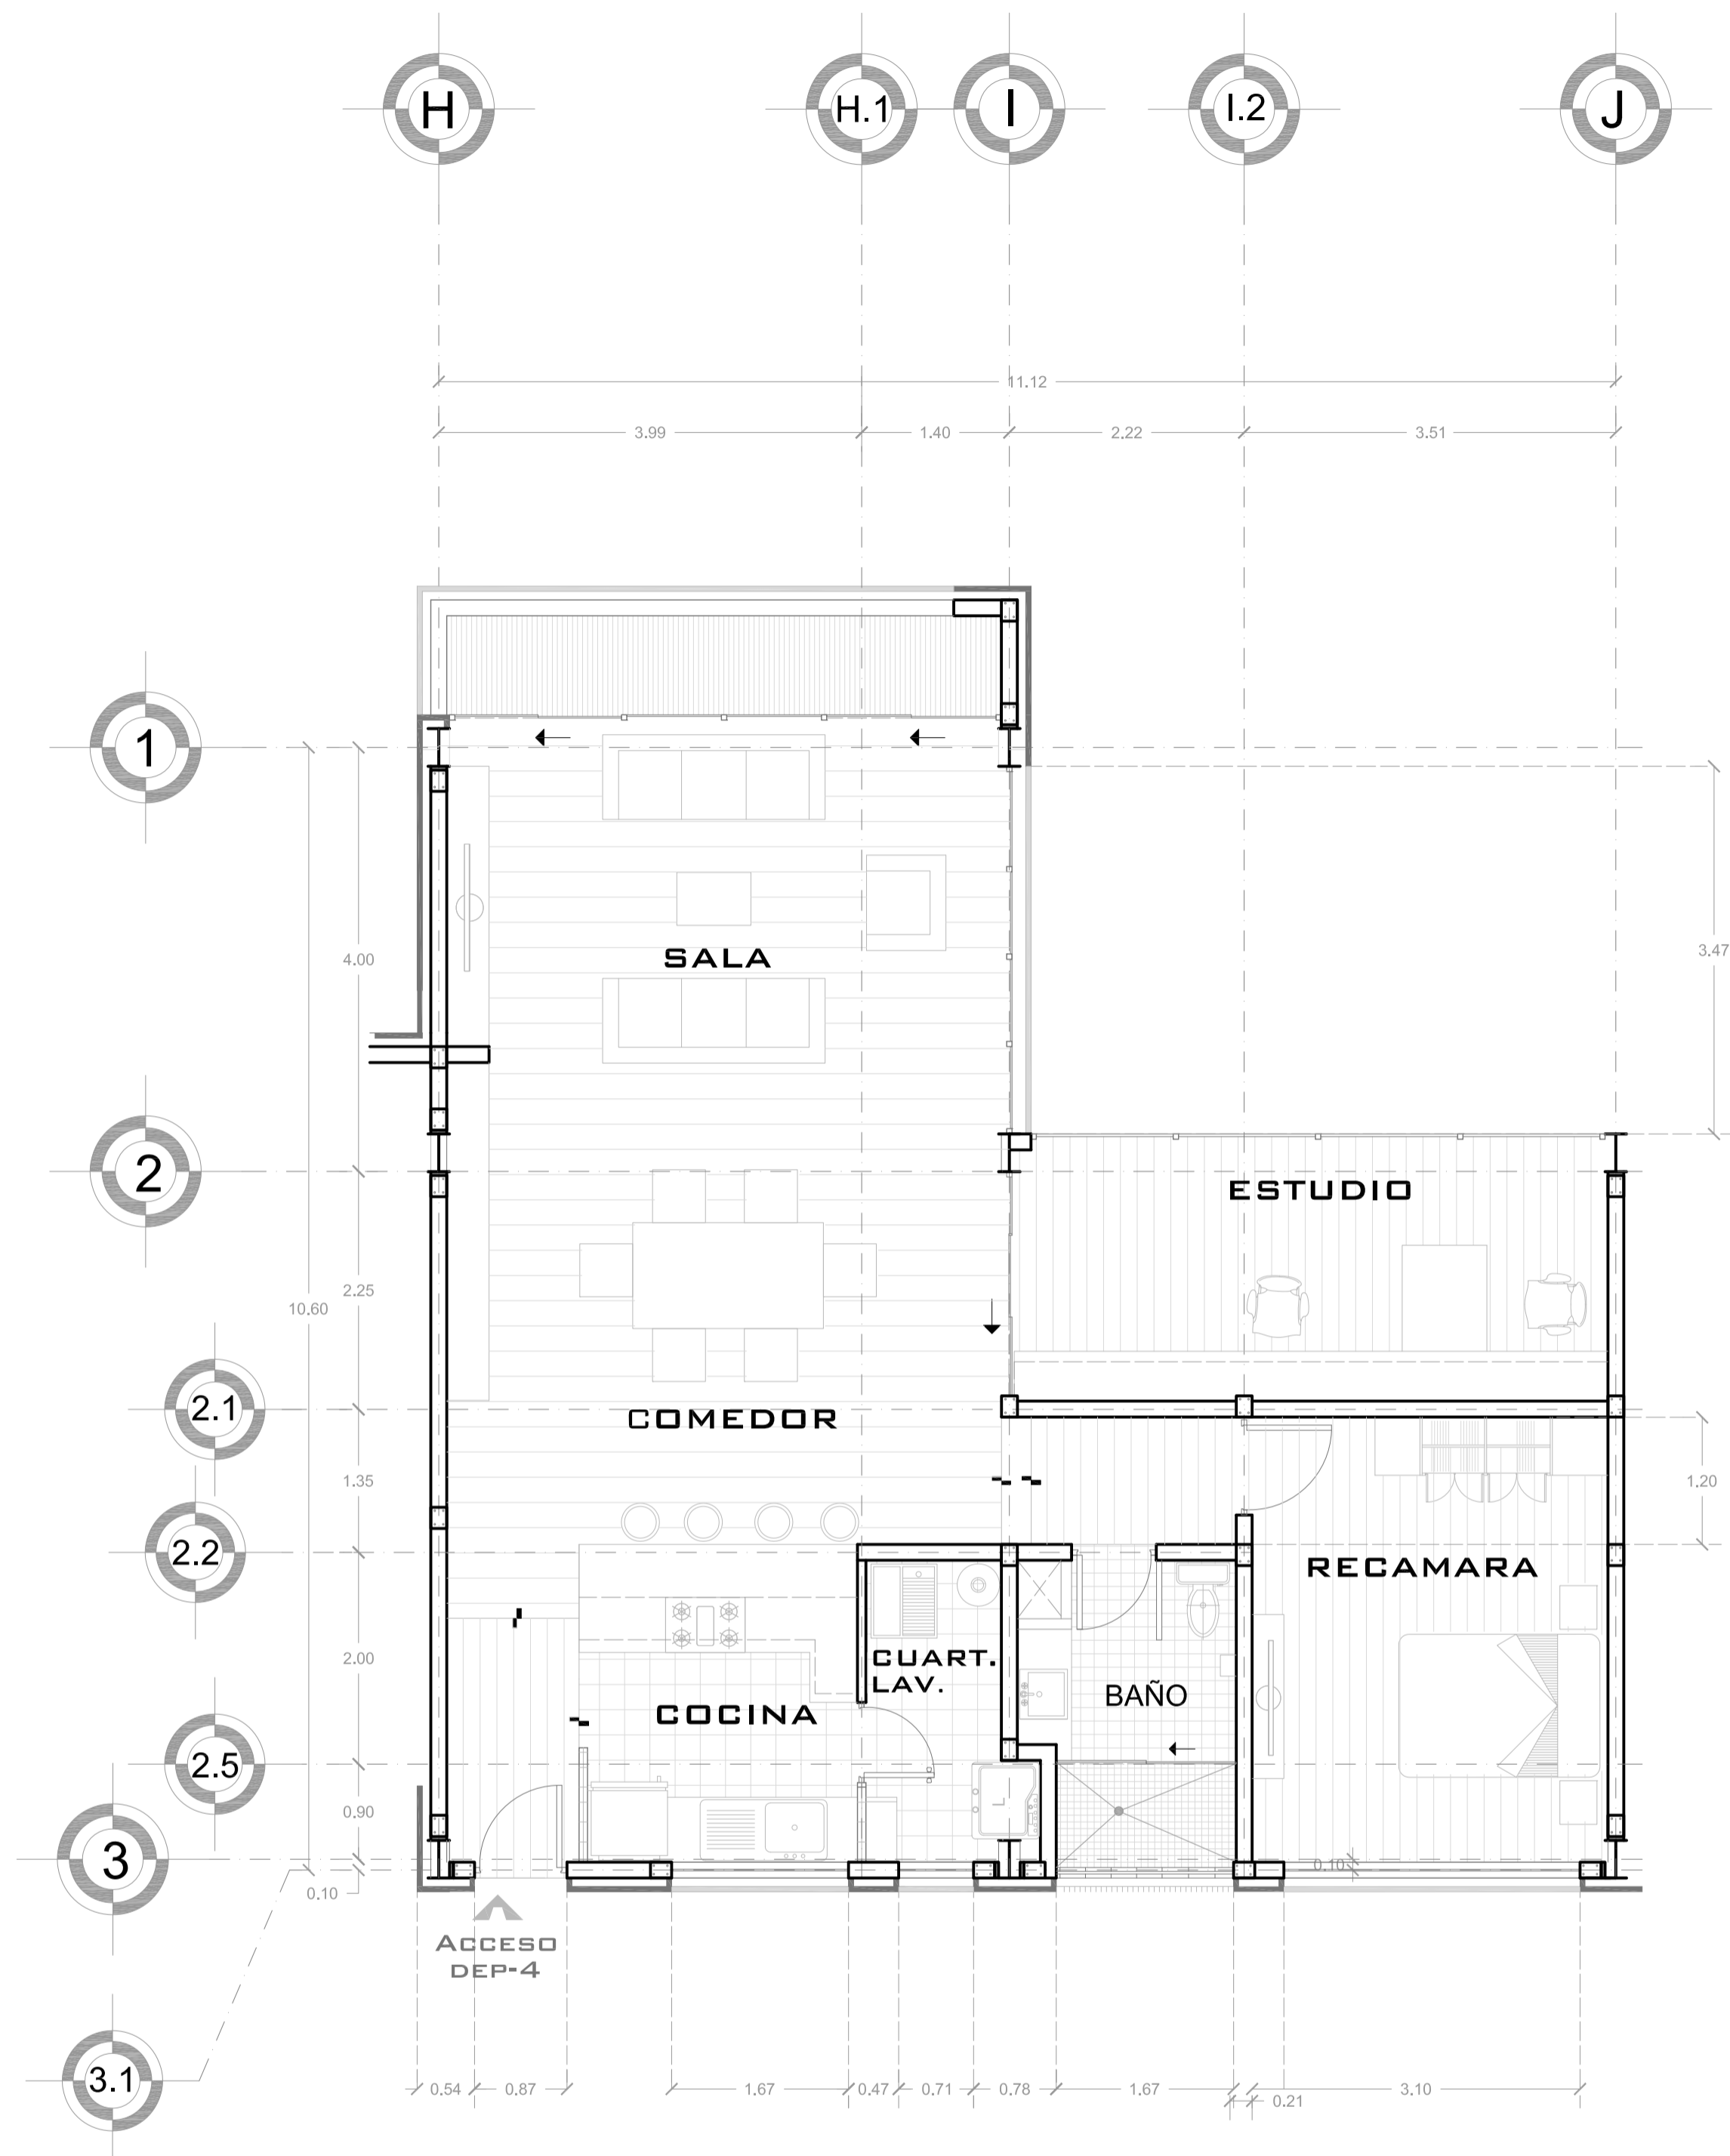 H
H.1
I
I.2
J
11.12
3.99
1.40
2.22
3.51
1
SALA
4.00
3.47
2
ESTUDIO
2.25
10.60
2.1
COMEDOR
1.35
1.20
2.2
RECAMARA
2.00
CUART.
LAV.
BAÑO
COCINA
2.5
0.90
3
0.10
0.10
ACCESO
DEP-4
3.1
0.54
0.87
1.67
0.47
0.71
0.78
1.67
0.21
3.10